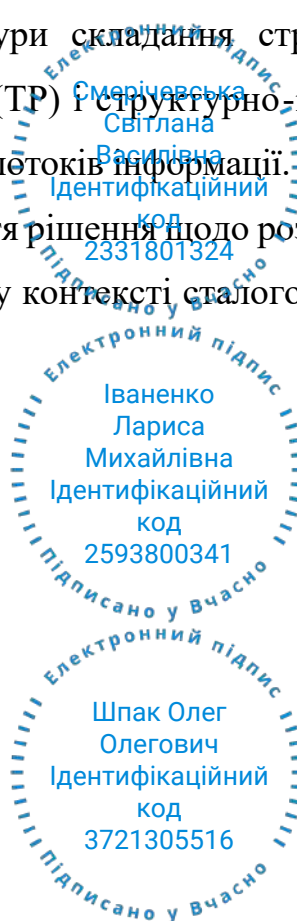 ури складання стр
(ТР) і структурно-
потоків інформації.
тя рішення щодо роз
у контексті сталого
Електронний підпис
Смерічевська
Світлана
Василівна
Ідентифікаційний
код
2331801324
Підписано у Вчасно
Електронний підпис
Іваненко
Лариса
Михайлівна
Ідентифікаційний
код
2593800341
Підписано у Вчасно
Електронний підпис
Шпак Олег
Олегович
Ідентифікаційний
код
3721305516
Підписано у Вчасно